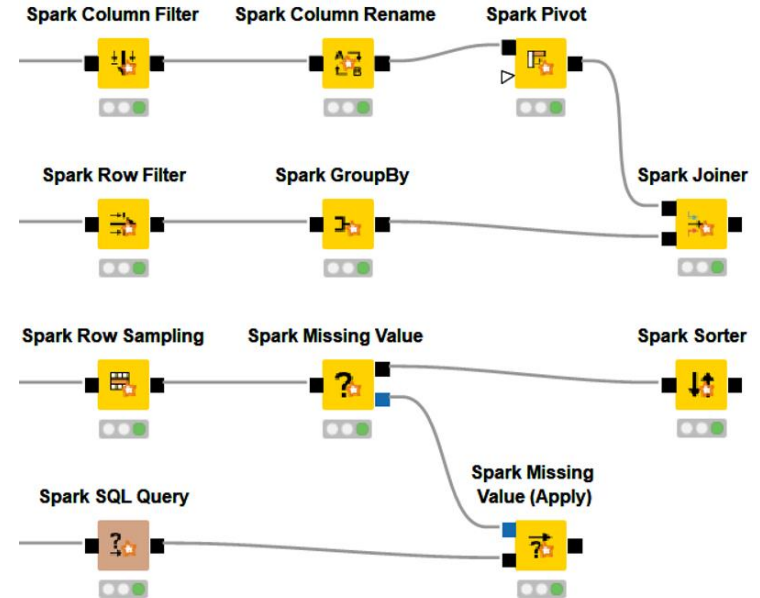 Spark Column Filter
Spark Column Rename
Spark Pivot
A
B
Spark Row Filter
Spark GroupBy
Spark Joiner
Spark Row Sampling
Spark Missing Value
Spark Sorter
?
Spark SQL Query
Spark Missing
Value (Apply)
?
?